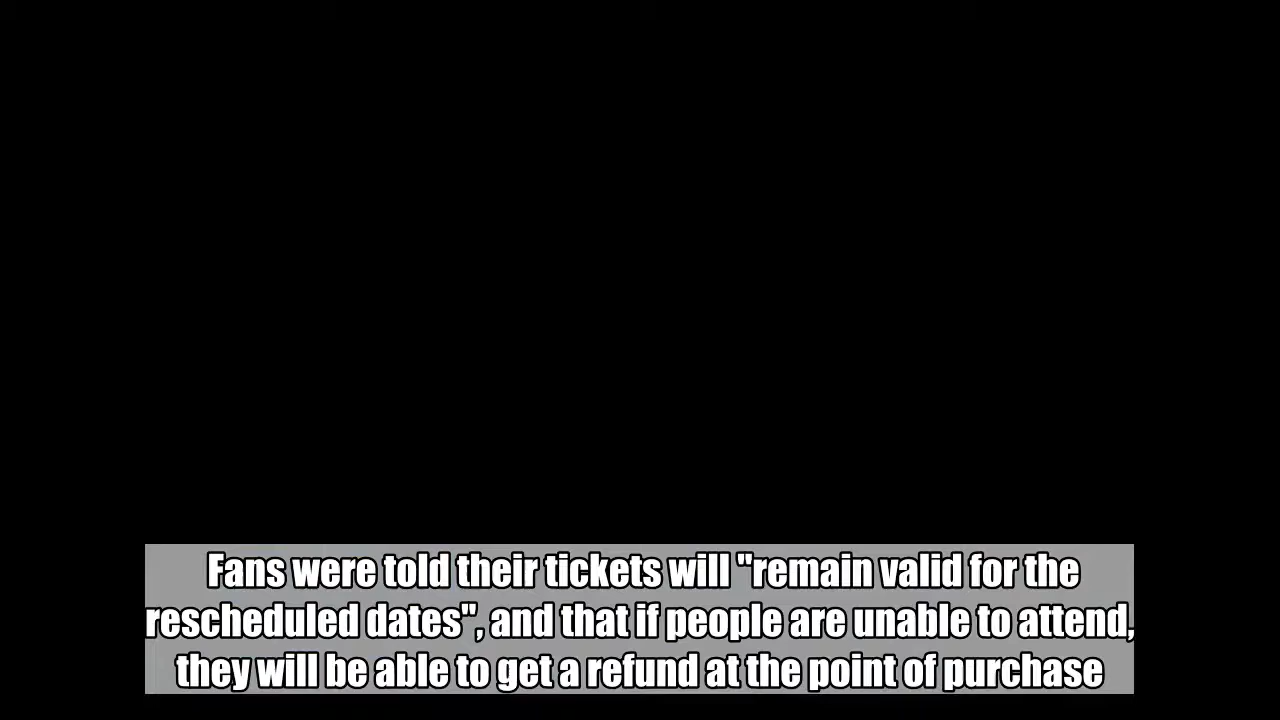 Fans were told their tickets will "remain valid for the
rescheduled dates", and that if people are unable to attend,
they will be able to get a refund at the point of purchase